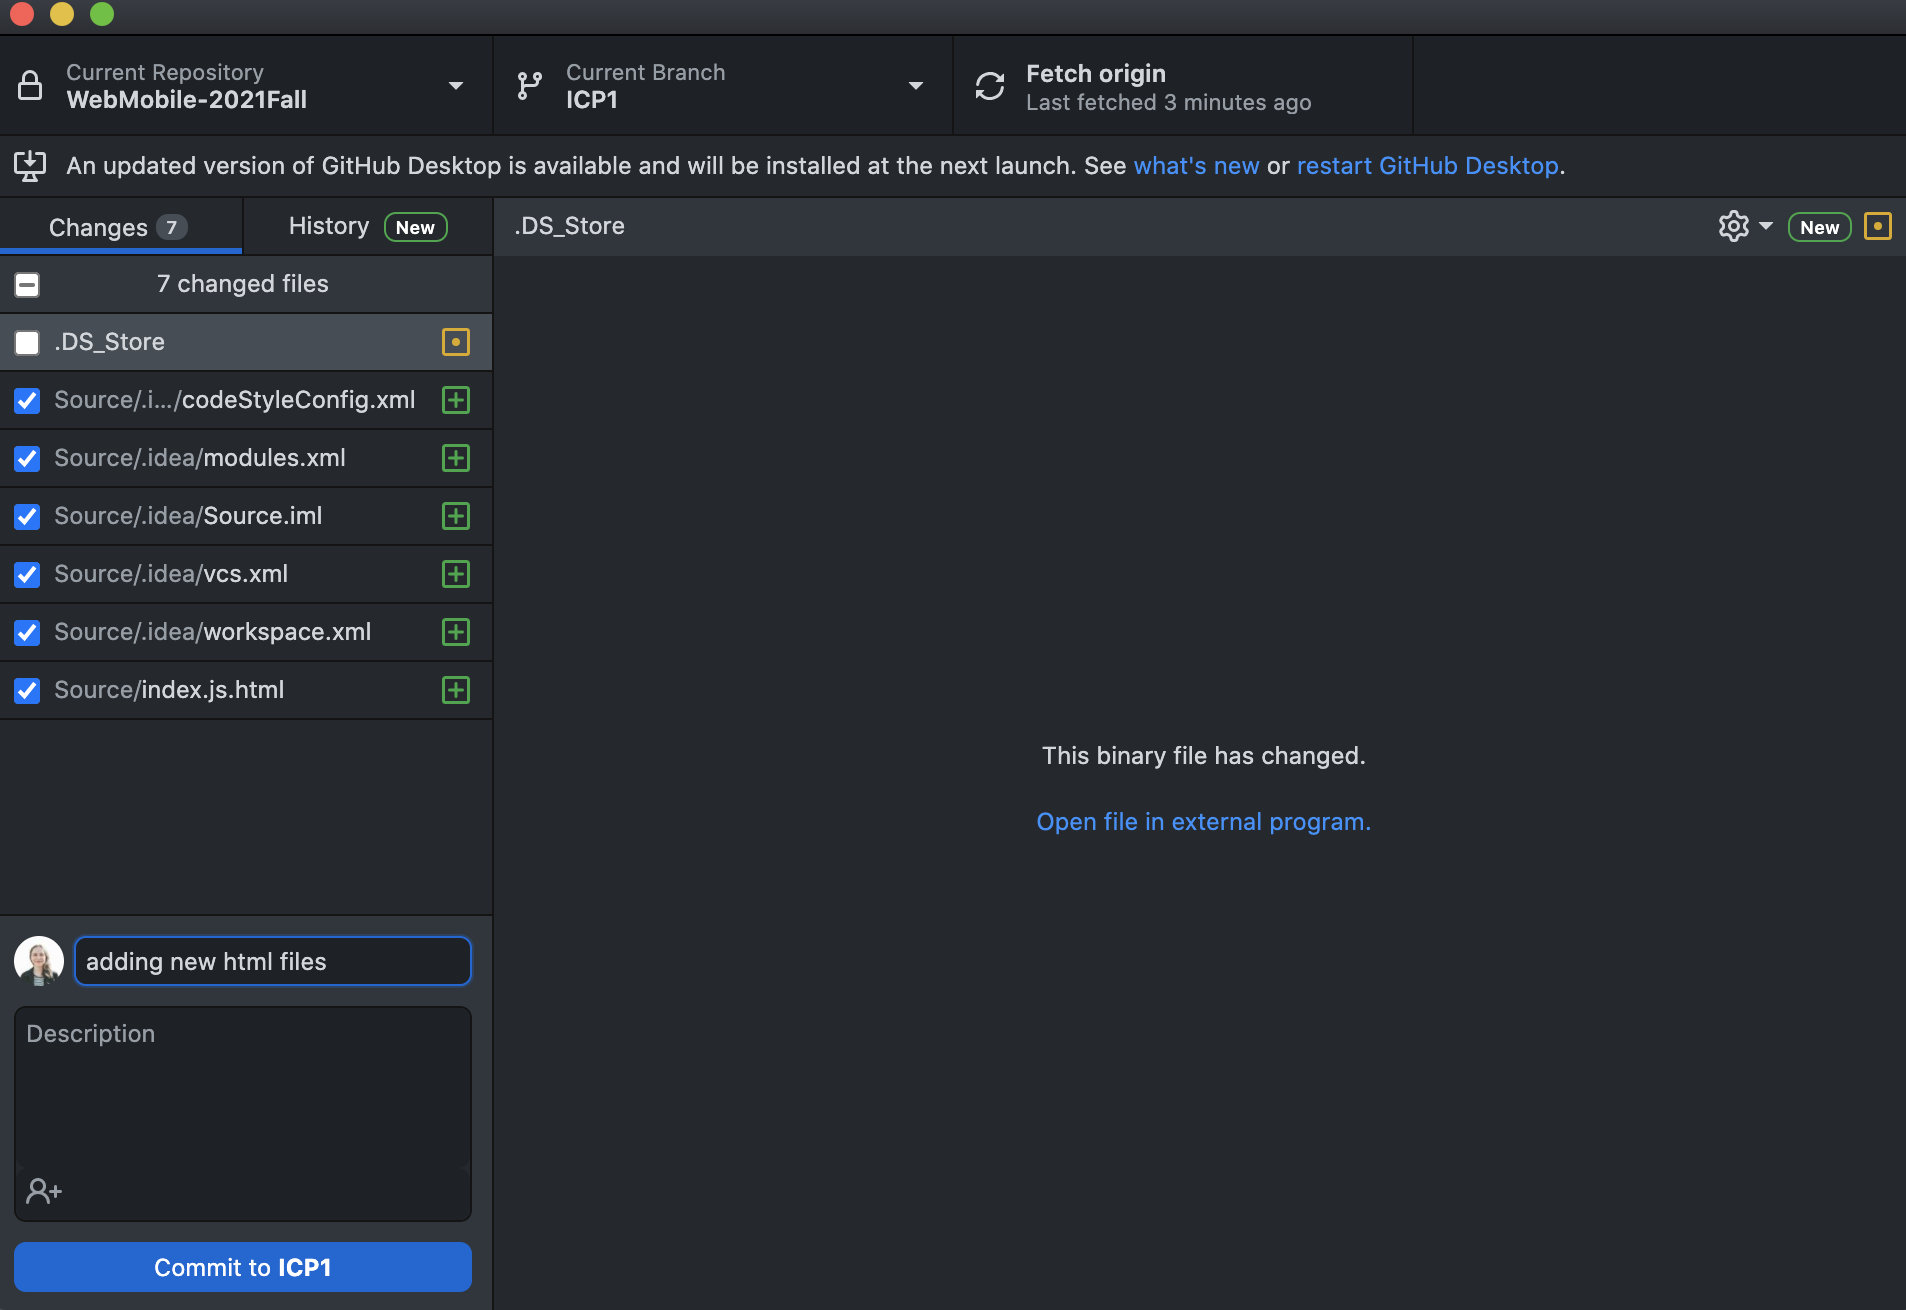 Current Repository
WebMobile-2021Fall
Current Branch
ICP1
Fetch origin
Last fetched 3 minutes ago
An updated version of GitHub Desktop is available and will be installed at the next launch. See what's new or restart GitHub Desktop.
Changes 7
History New
.DS_Store
New
7 changed files
.DS_Store
Source/.i.../codeStyleConfig.xml
Source/.idea/modules.xml
Source/.idea/Source.iml
Source/.idea/vcs.xml
Source/.idea/workspace.xml
Source/index.js.html
This binary file has changed.
Open file in external program.
adding new html files
Description
Commit to ICP1